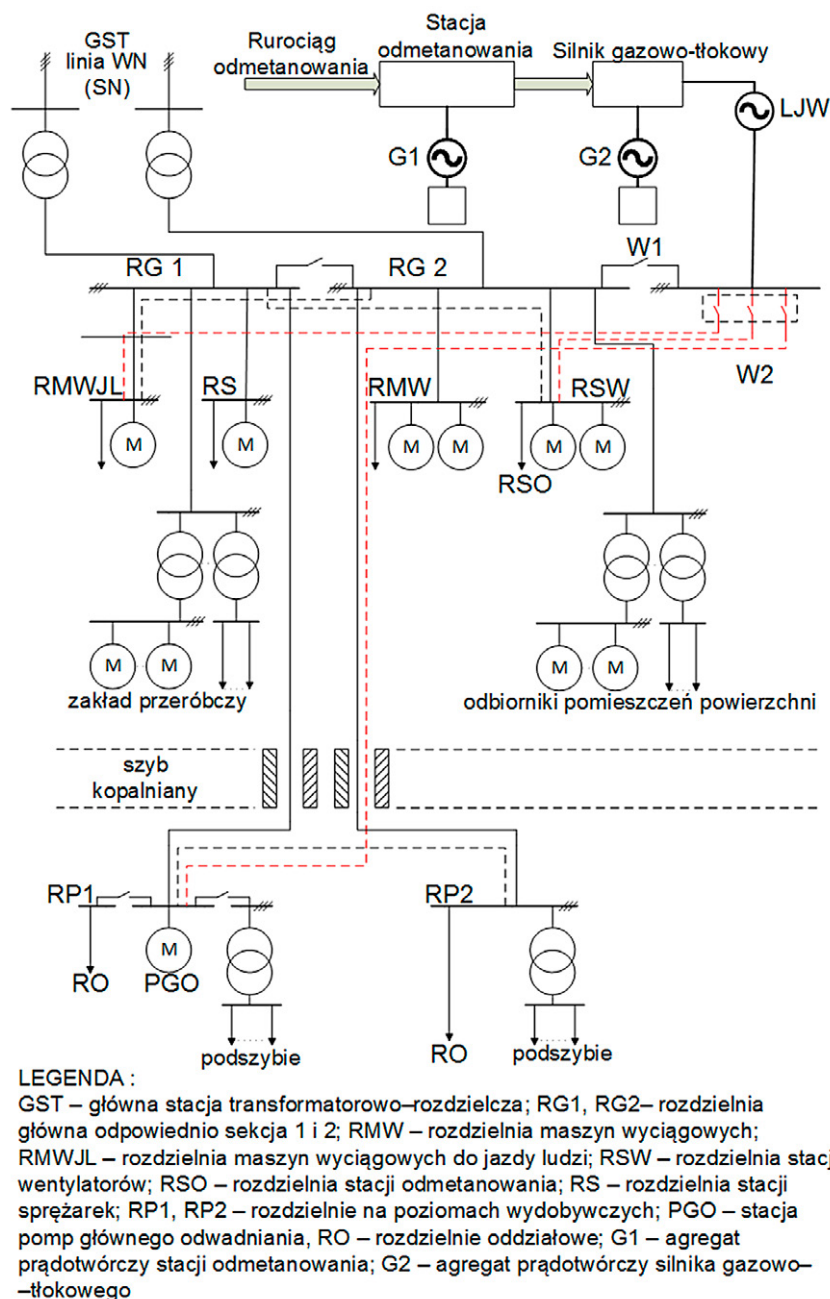 GST
linia WN
(SN)
Rurociąg
odmetanowania
Stacja
odmetanowania
Silnik gazowo-tłokowy
LJW
G1
G2
W1
RG 1
RG 2
W2
RMWJL
RS
RMW
RSW
M
M
M
M
M
M
RSO
M
M
M
M
zakład przeróbczy
odbiorniki pomieszczeń powierzchni
szyb
kopalniany
RP1
RP2
M
RO
PGO
RO
podszybie
podszybie
LEGENDA :
GST – główna stacja transformatorowo–rozdzielcza; RG1, RG2– rozdzielnia
główna odpowiednio sekcja 1 i 2; RMW – rozdzielnia maszyn wyciągowych;
RMWJL – rozdzielnia maszyn wyciągowych do jazdy ludzi; RSW – rozdzielnia stacj
wentylatorów; RSO – rozdzielnia stacji odmetanowania; RS – rozdzielnia stacji
sprężarek; RP1, RP2 – rozdzielnie na poziomach wydobywczych; PGO – stacja
pomp głównego odwadniania, RO – rozdzielnie oddziałowe; G1 – agregat
prądotwórczy stacji odmetanowania; G2 – agregat prądotwórczy silnika gazowo–
–tłokowego